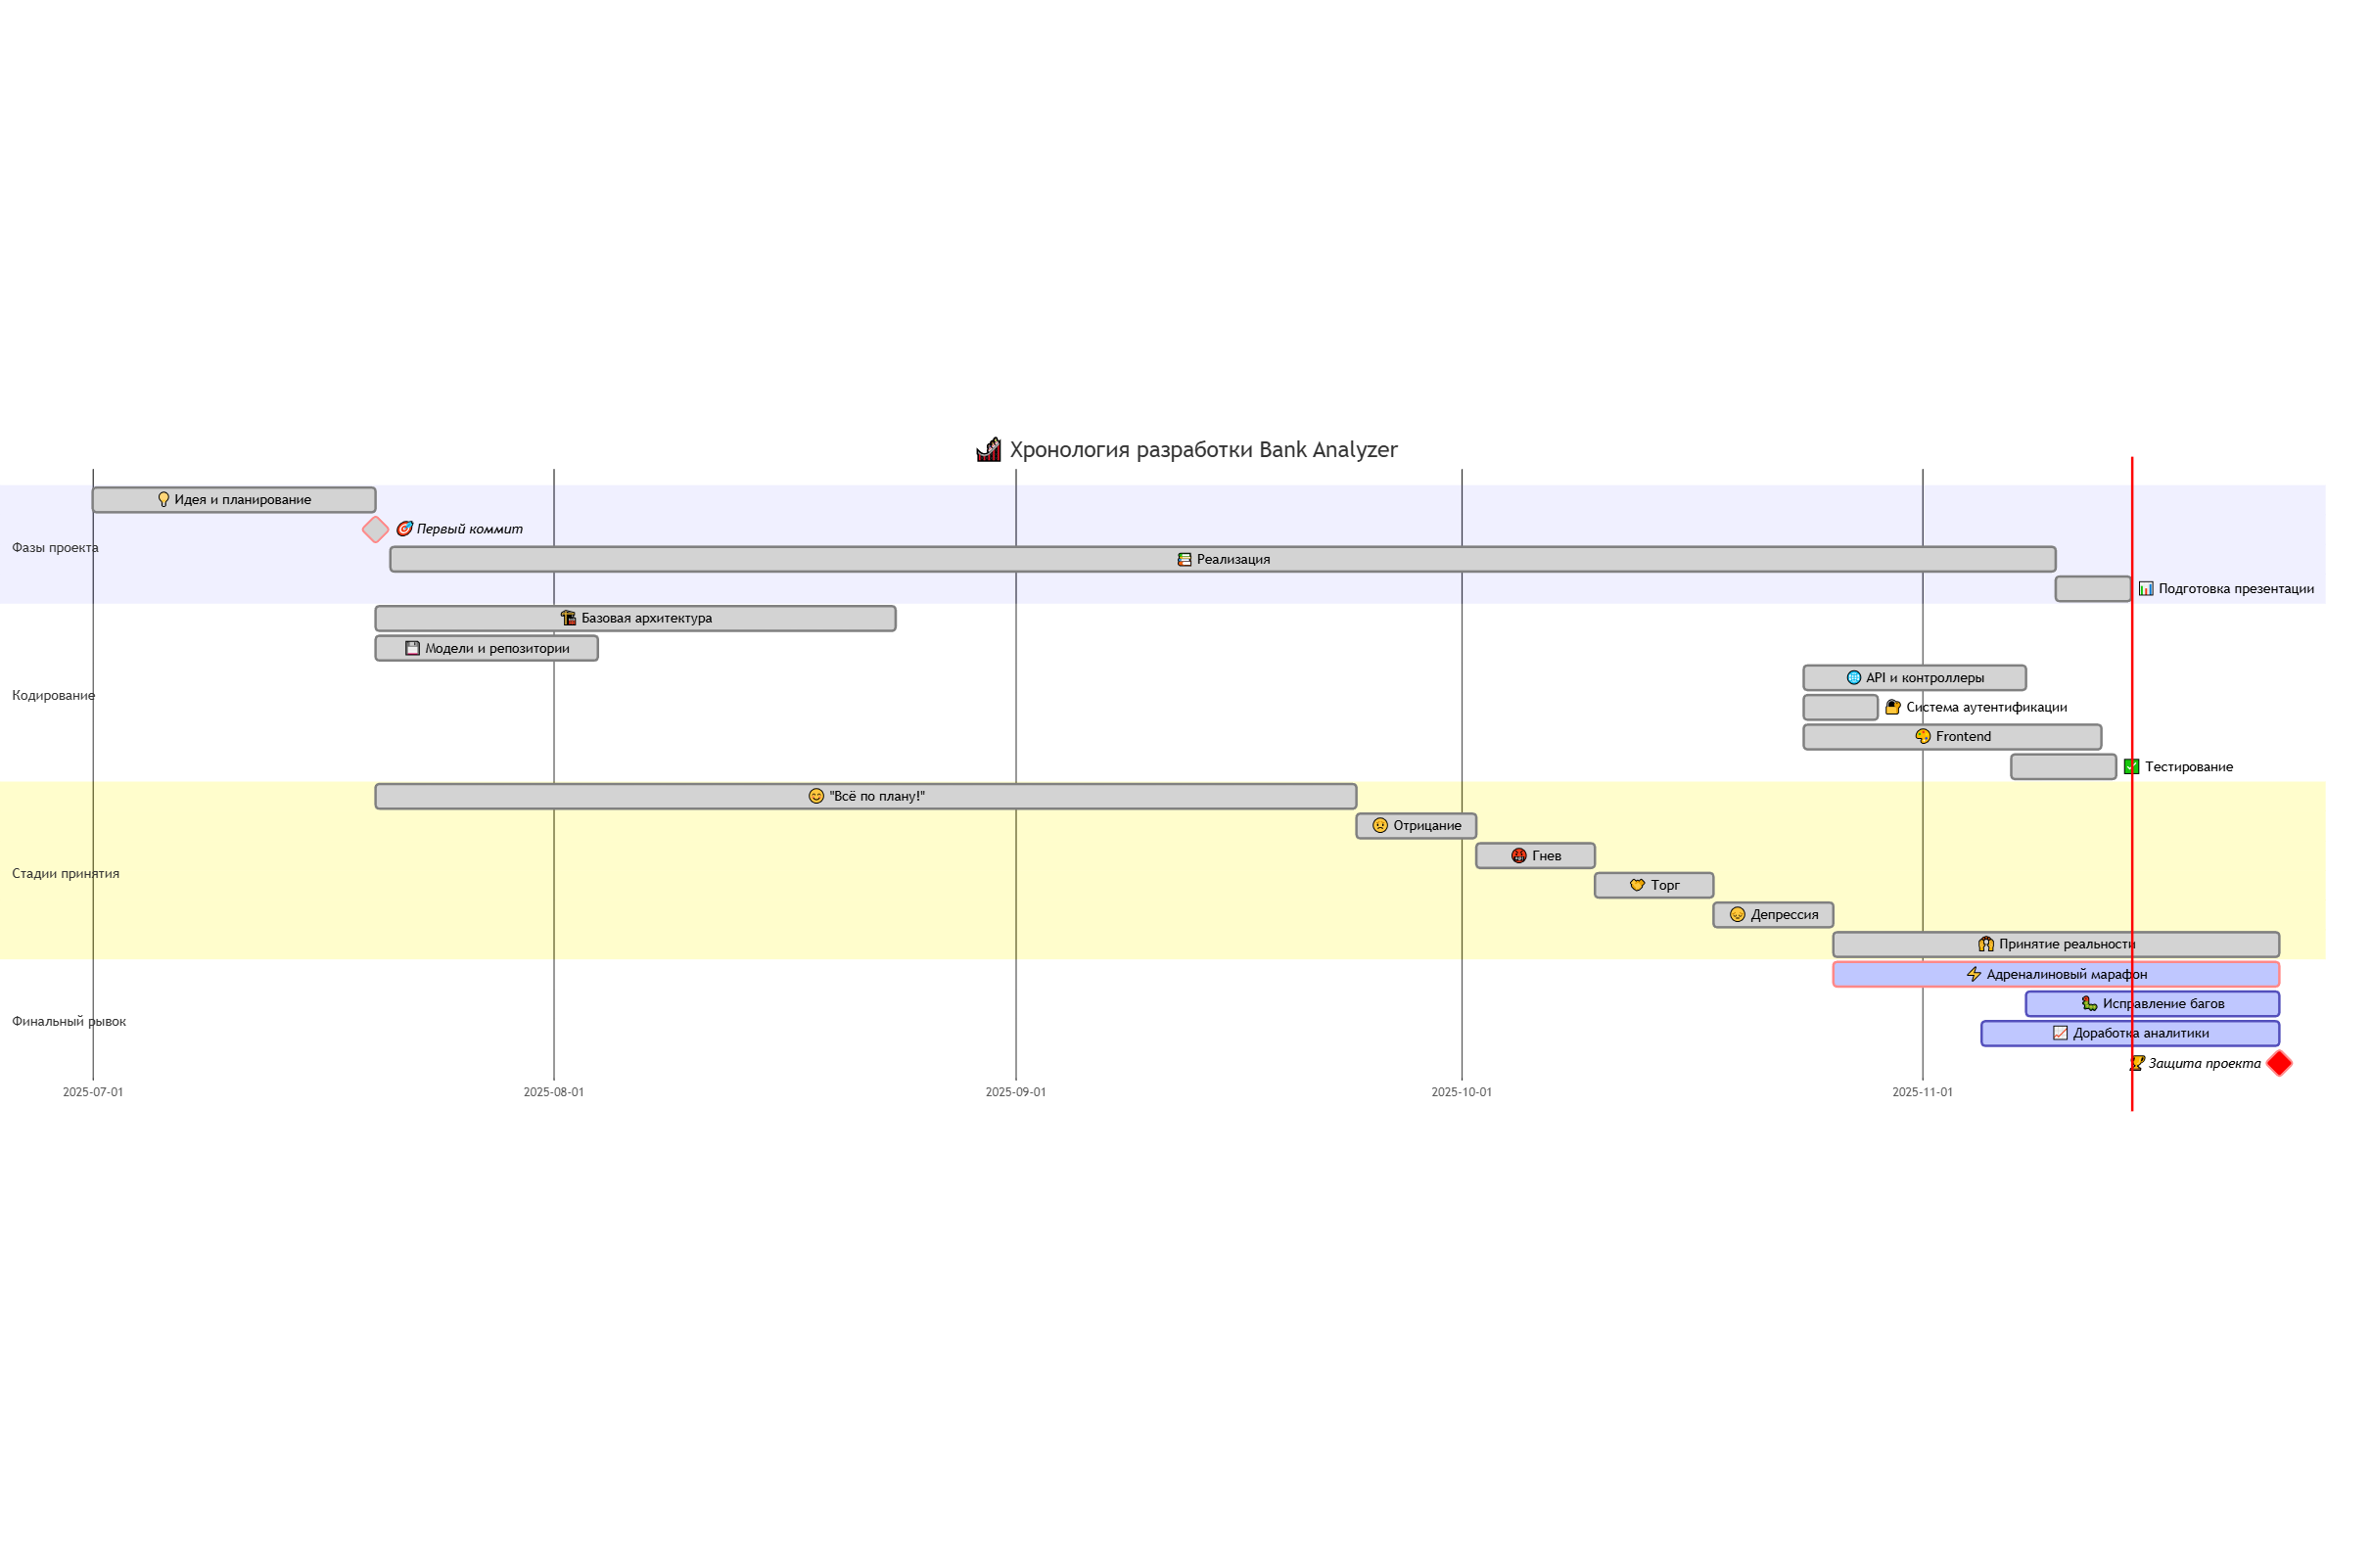 Хронология разработки Bank Analyzer
Фазы проекта
Идея и планирование
Первый коммит
Реализация
Подготовка презентации
Кодирование
Базовая архитектура
Модели и репозитории
API и контроллеры
Система аутентификации
Frontend
Тестирование
Стадии принятия
"Всё по плану!"
Отрицание
Гнев
Торг
Депрессия
Принятие реальности
Финальный рывок
Адреналиновый марафон
Исправление багов
Доработка аналитики
Защита проекта
2025-07-01
2025-08-01
2025-09-01
2025-10-01
2025-11-01